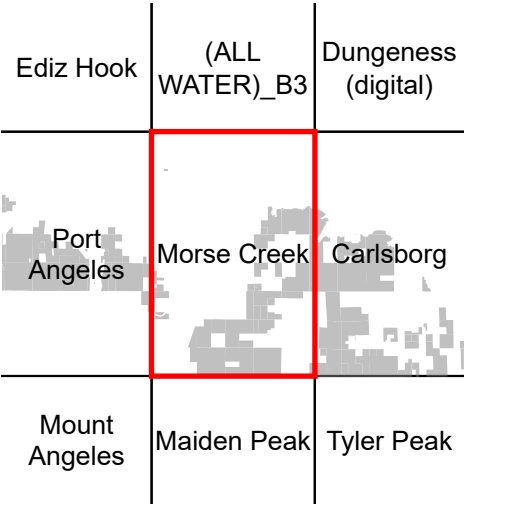 Ediz Hook
(ALL
WATER)_B3
Dungeness
(digital)
Port
Angeles
Morse Creek
Carlsborg
Mount
Angeles
Maiden Peak
Tyler Peak